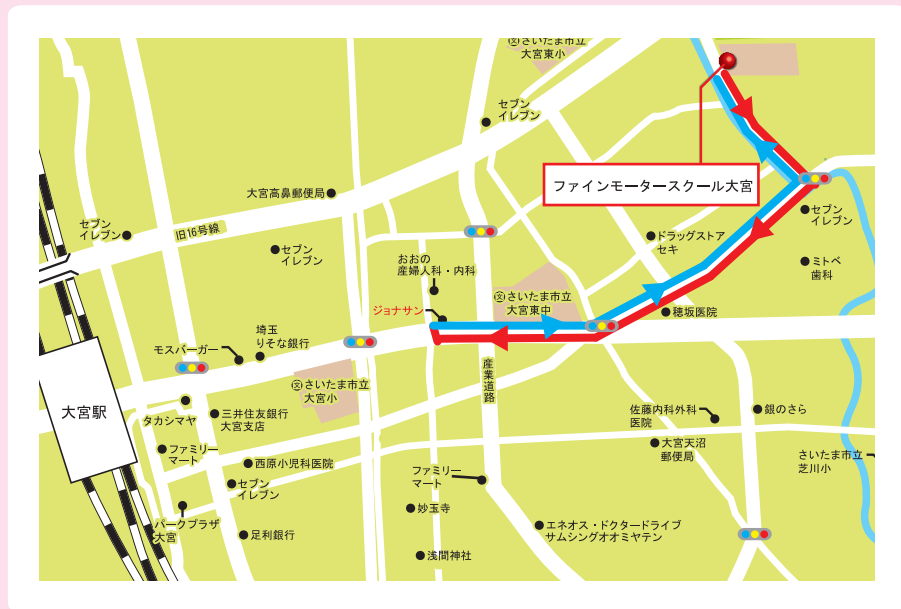 ㊛さいたま市立
大宮東小
セブン
イレブン
ファインモータースクール大宮
大宮高鼻郵便局
セブン
イレブン
旧16号線
セブン
イレブン
おおの
産婦人科・内科
ドラッグストア
セキ
セブン
イレブン
ミトベ
歯科
文さいたま市立
大宮東中
ジョナサン
穂坂医院
埼玉
りそな銀行
モスバーガー
産業道路
文さいたま市立
大宮小
大宮駅
タカシマヤ
三井住友銀行
大宮支店
佐藤内科外科
医院
銀のさら
ファミリー
マート
西原小児科医院
大宮天沼
郵便局
さいたま市立
芝川小
セブン
イレブン
ファミリー
マート
パークプラザ
大宮
足利銀行
妙玉寺
エネオス・ドクタードライブ
サムシングオオミヤテン
浅間神社